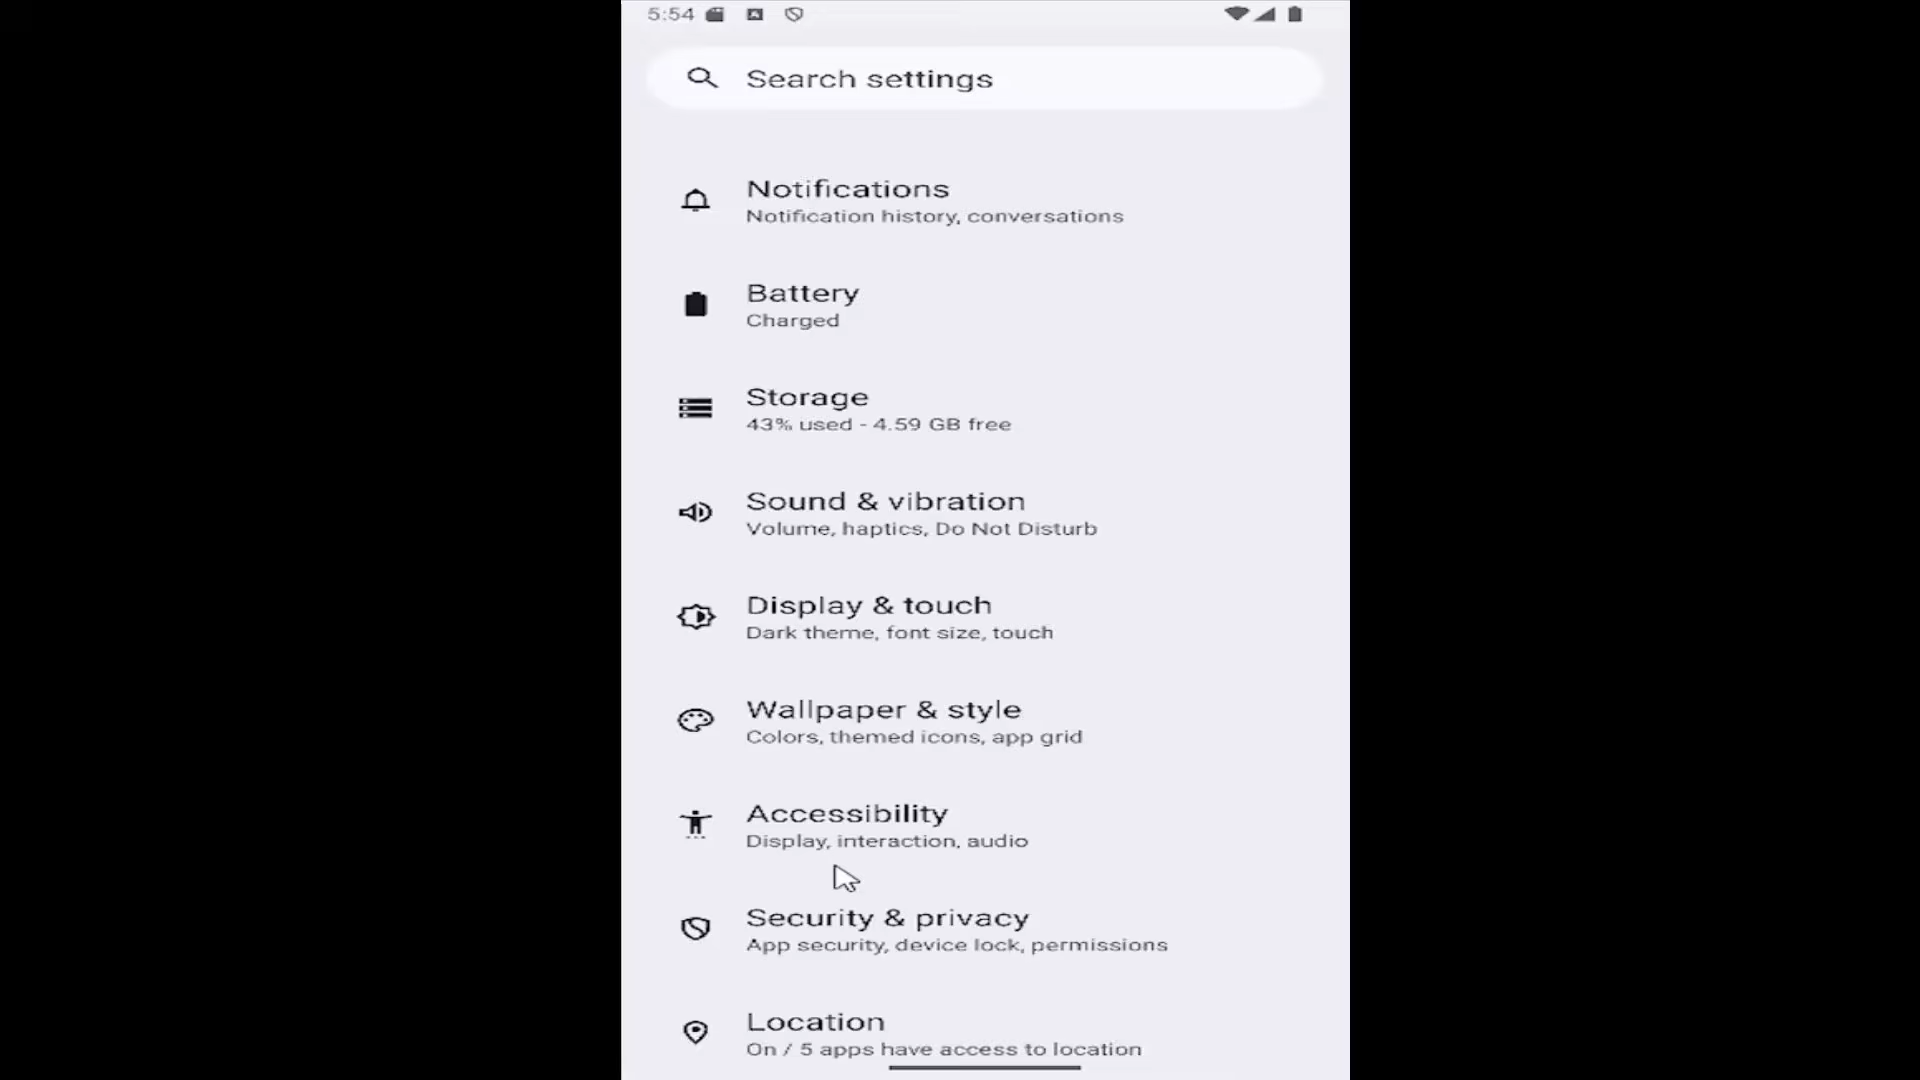 5:54
Search settings
Notifications
Notification history, conversations
Battery
Charged
Storage
43% used - 4.59 GB free
Sound & vibration
Volume, haptics, Do Not Disturb
Display & touch
Dark theme, font size, touch
Wallpaper & style
Colors, themed icons, app grid
Accessibility
Display, interaction, audio
Security & privacy
App security, device lock, permissions
Location
On / 5 apps have access to location